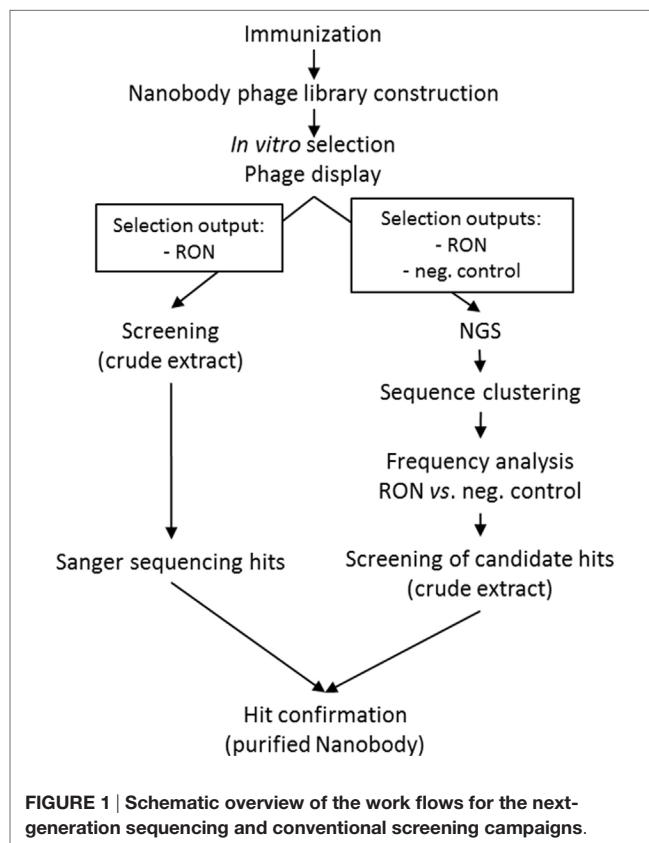 Immunization
Nanobody phage library construction
In vitro selection
Phage display
Selection output:
- RON
Selection outputs:
- RON
- neg. control
Screening
(crude extract)
NGS
Sequence clustering
Frequency analysis
RON vs. neg. control
Sanger sequencing hits
Screening of candidate hits
(crude extract)
Hit confirmation
(purified Nanobody)
FIGURE 1 | Schematic overview of the work flows for the next-
generation sequencing and conventional screening campaigns.